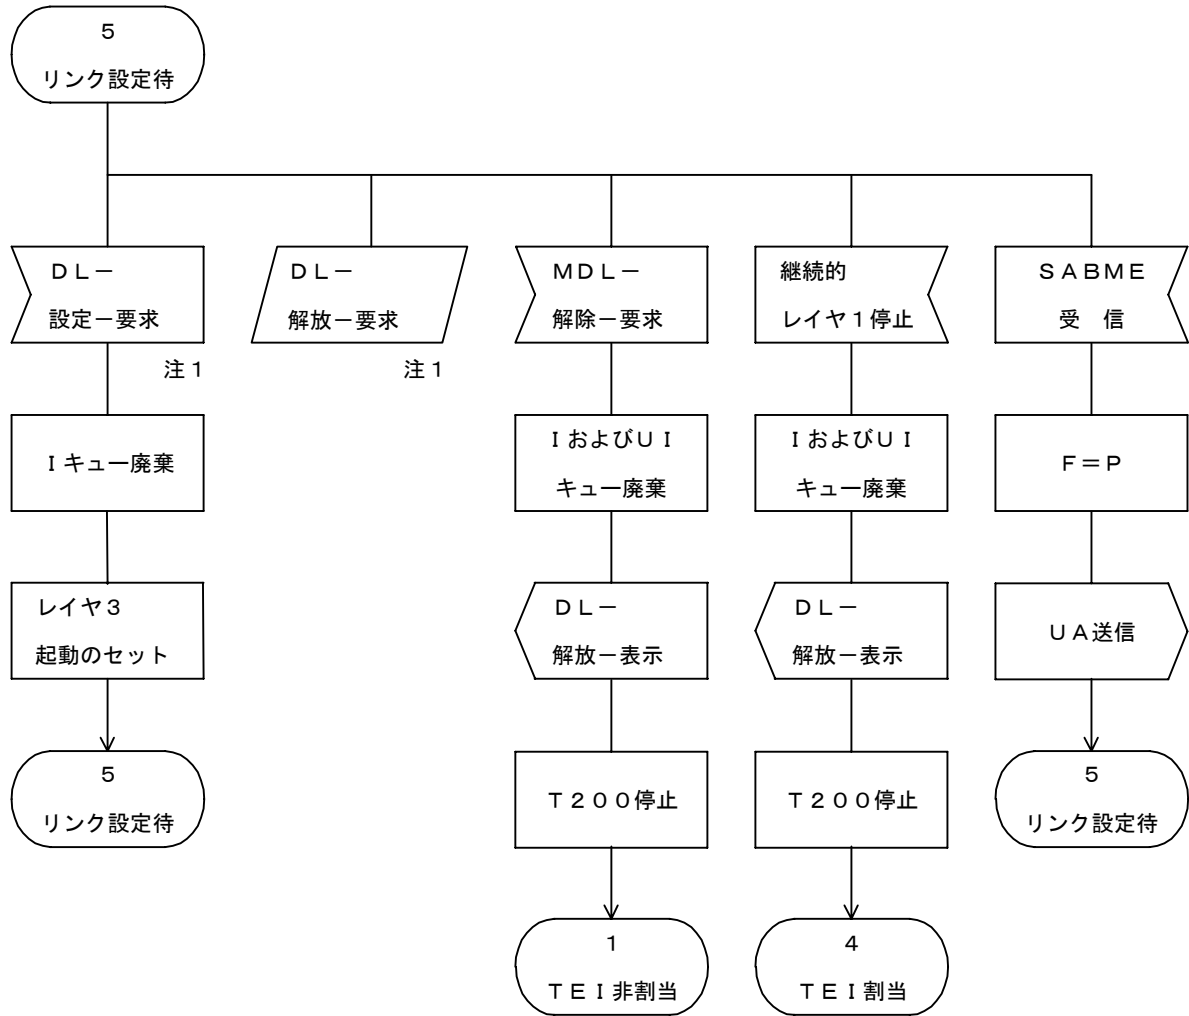 5
リンク設定待
DL－
設定－要求
注1
DL－
解放－要求
注1
MDL－
解除－要求
継続的
レイヤ1停止
SABME
受　信
Iキュー廃棄
IおよびUI
キュー廃棄
IおよびUI
キュー廃棄
F＝P
レイヤ3
起動のセット
DL－
解放－表示
DL－
解放－表示
UA送信
5
リンク設定待
T200停止
T200停止
5
リンク設定待
1
TEI非割当
4
TEI割当